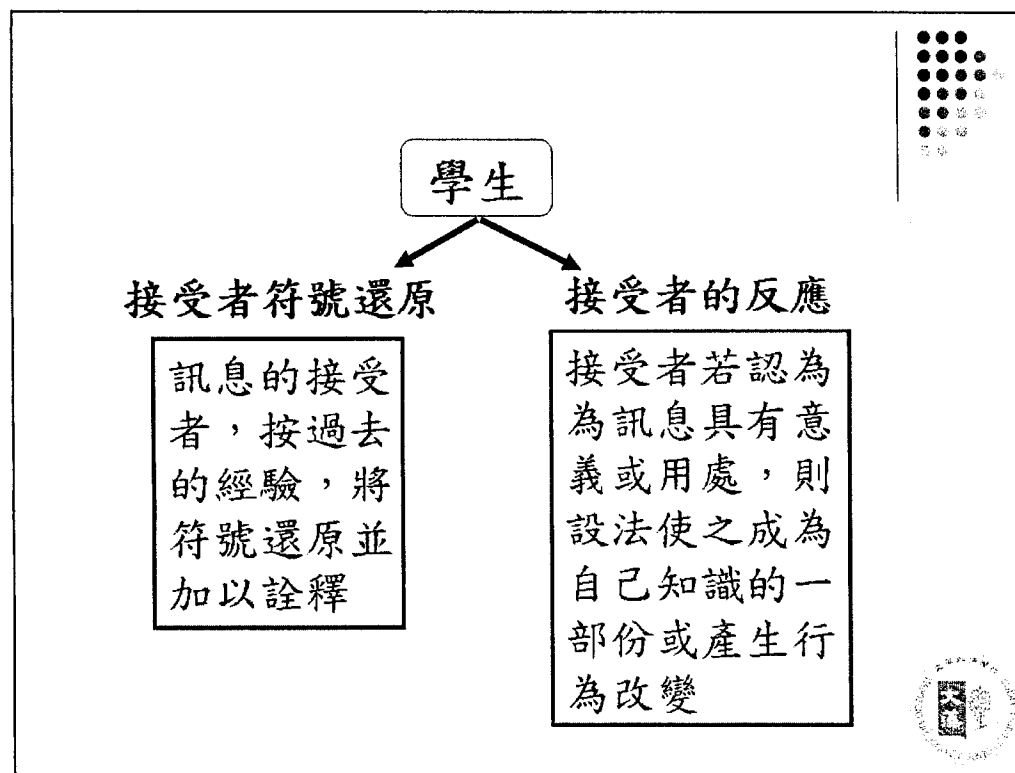 學生
接受者符號還原
訊息的接受
者，按過去
的經驗，將
符號還原並
加以詮釋
接受者的反應
接受者若認為
為訊息具有意
義或用處，則
設法使之成為
自己知識的一
部份或產生行
為改變